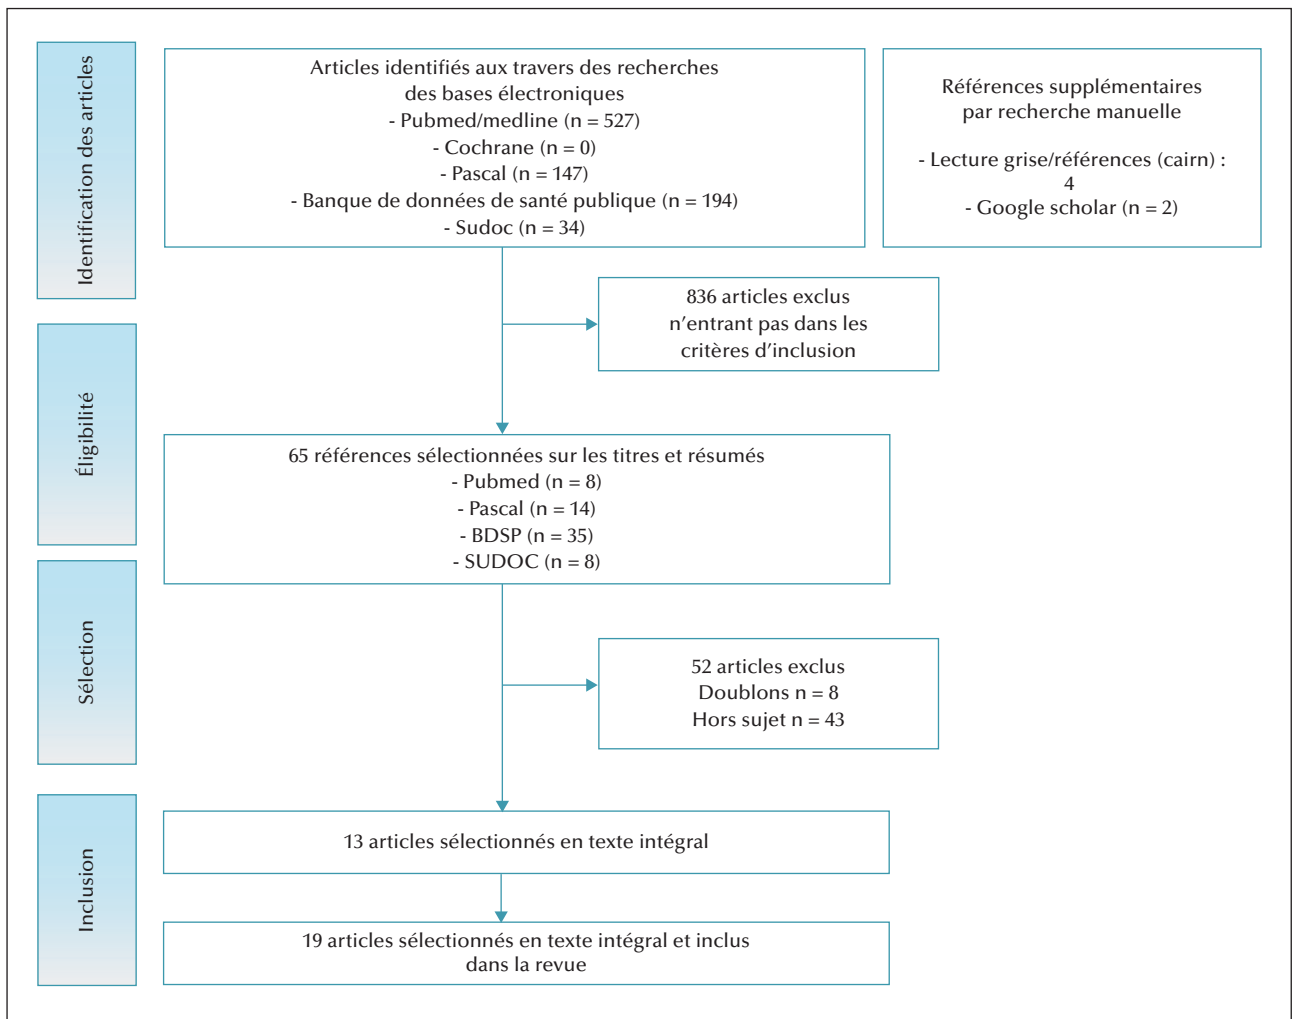 Identification des articles
Articles identifiés aux travers des recherches
des bases électroniques
- Pubmed/medline (n = 527)
- Cochrane (n = 0)
- Pascal (n = 147)
- Banque de données de santé publique (n = 194)
- Sudoc (n = 34)
Références supplémentaires
par recherche manuelle
- Lecture grise/références (cairn) :
4
- Google scholar (n = 2)
836 articles exclus
n'entrant pas dans les
critères d'inclusion
Éligibilité
65 références sélectionnées sur les titres et résumés
- Pubmed (n = 8)
- Pascal (n = 14)
- BDSP (n = 35)
- SUDOC (n = 8)
Sélection
52 articles exclus
Doublons n = 8
Hors sujet n = 43
Inclusion
13 articles sélectionnés en texte intégral
19 articles sélectionnés en texte intégral et inclus
dans la revue